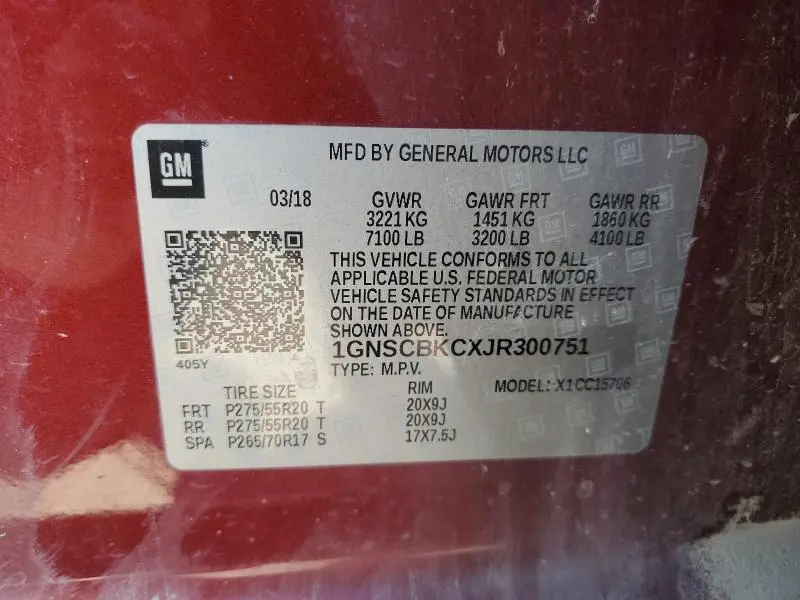 GM
MFD BY GENERAL MOTORS LLC
03/18 GVWR GAWR FRT GAWR RR
3221 KG 1451 KG 1860 KG
7100 LB 3200 LB 4100 LB
THIS VEHICLE CONFORMS TO ALL
APPLICABLE U.S. FEDERAL MOTOR
VEHICLE SAFETY STANDARDS IN EFFECT
ON THE DATE OF MANUFACTURE
SHOWN ABOVE.
405Y
1GNSCBKCXJR300751
TYPE: M.P.V.
MODEL: X1CC15706
TIRE SIZE RIM
FRT P275/55R20 T 20X9J
RR P275/55R20 T 20X9J
SPA P265/70R17 S 17X7.5J